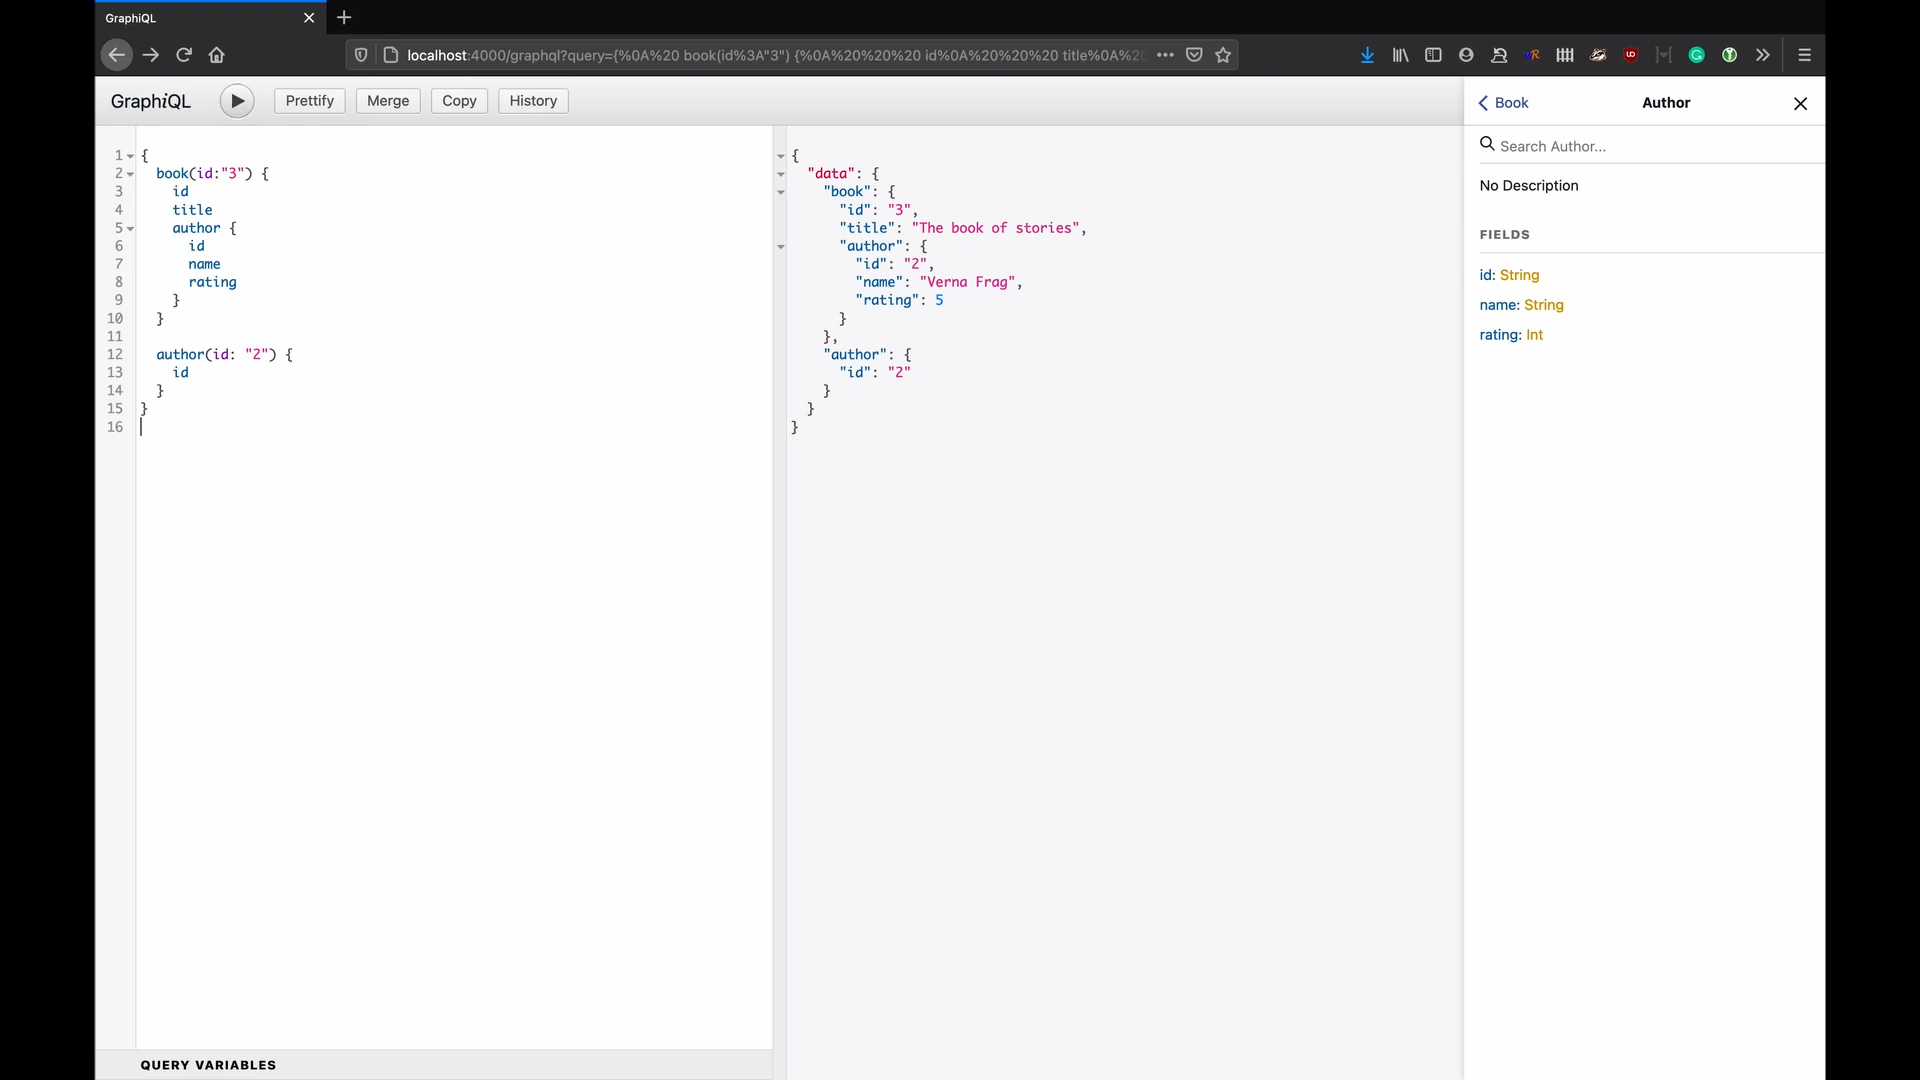 GraphiQL
localhost:4000/graphql?query={%0A%20 book(id%3A"3") {%0A%20%20%20 id%0A%20%20%20 title%0A%20
GraphiQL
Prettify
Merge
Copy
History
1
2
3
4
5
6
7
8
9
10
11
12
13
14
15
16
{
book(id:"3") {
id
title
author {
id
name
rating
}
}
author(id: "2") {
id
}
}
QUERY VARIABLES
{
"data": {
"book": {
"id": "3",
"title": "The book of stories",
"author": {
"id": "2",
"name": "Verna Frag",
"rating": 5
}
},
"author": {
"id": "2"
}
}
}
Book
Author
Search Author...
No Description
FIELDS
id: String
name: String
rating: Int